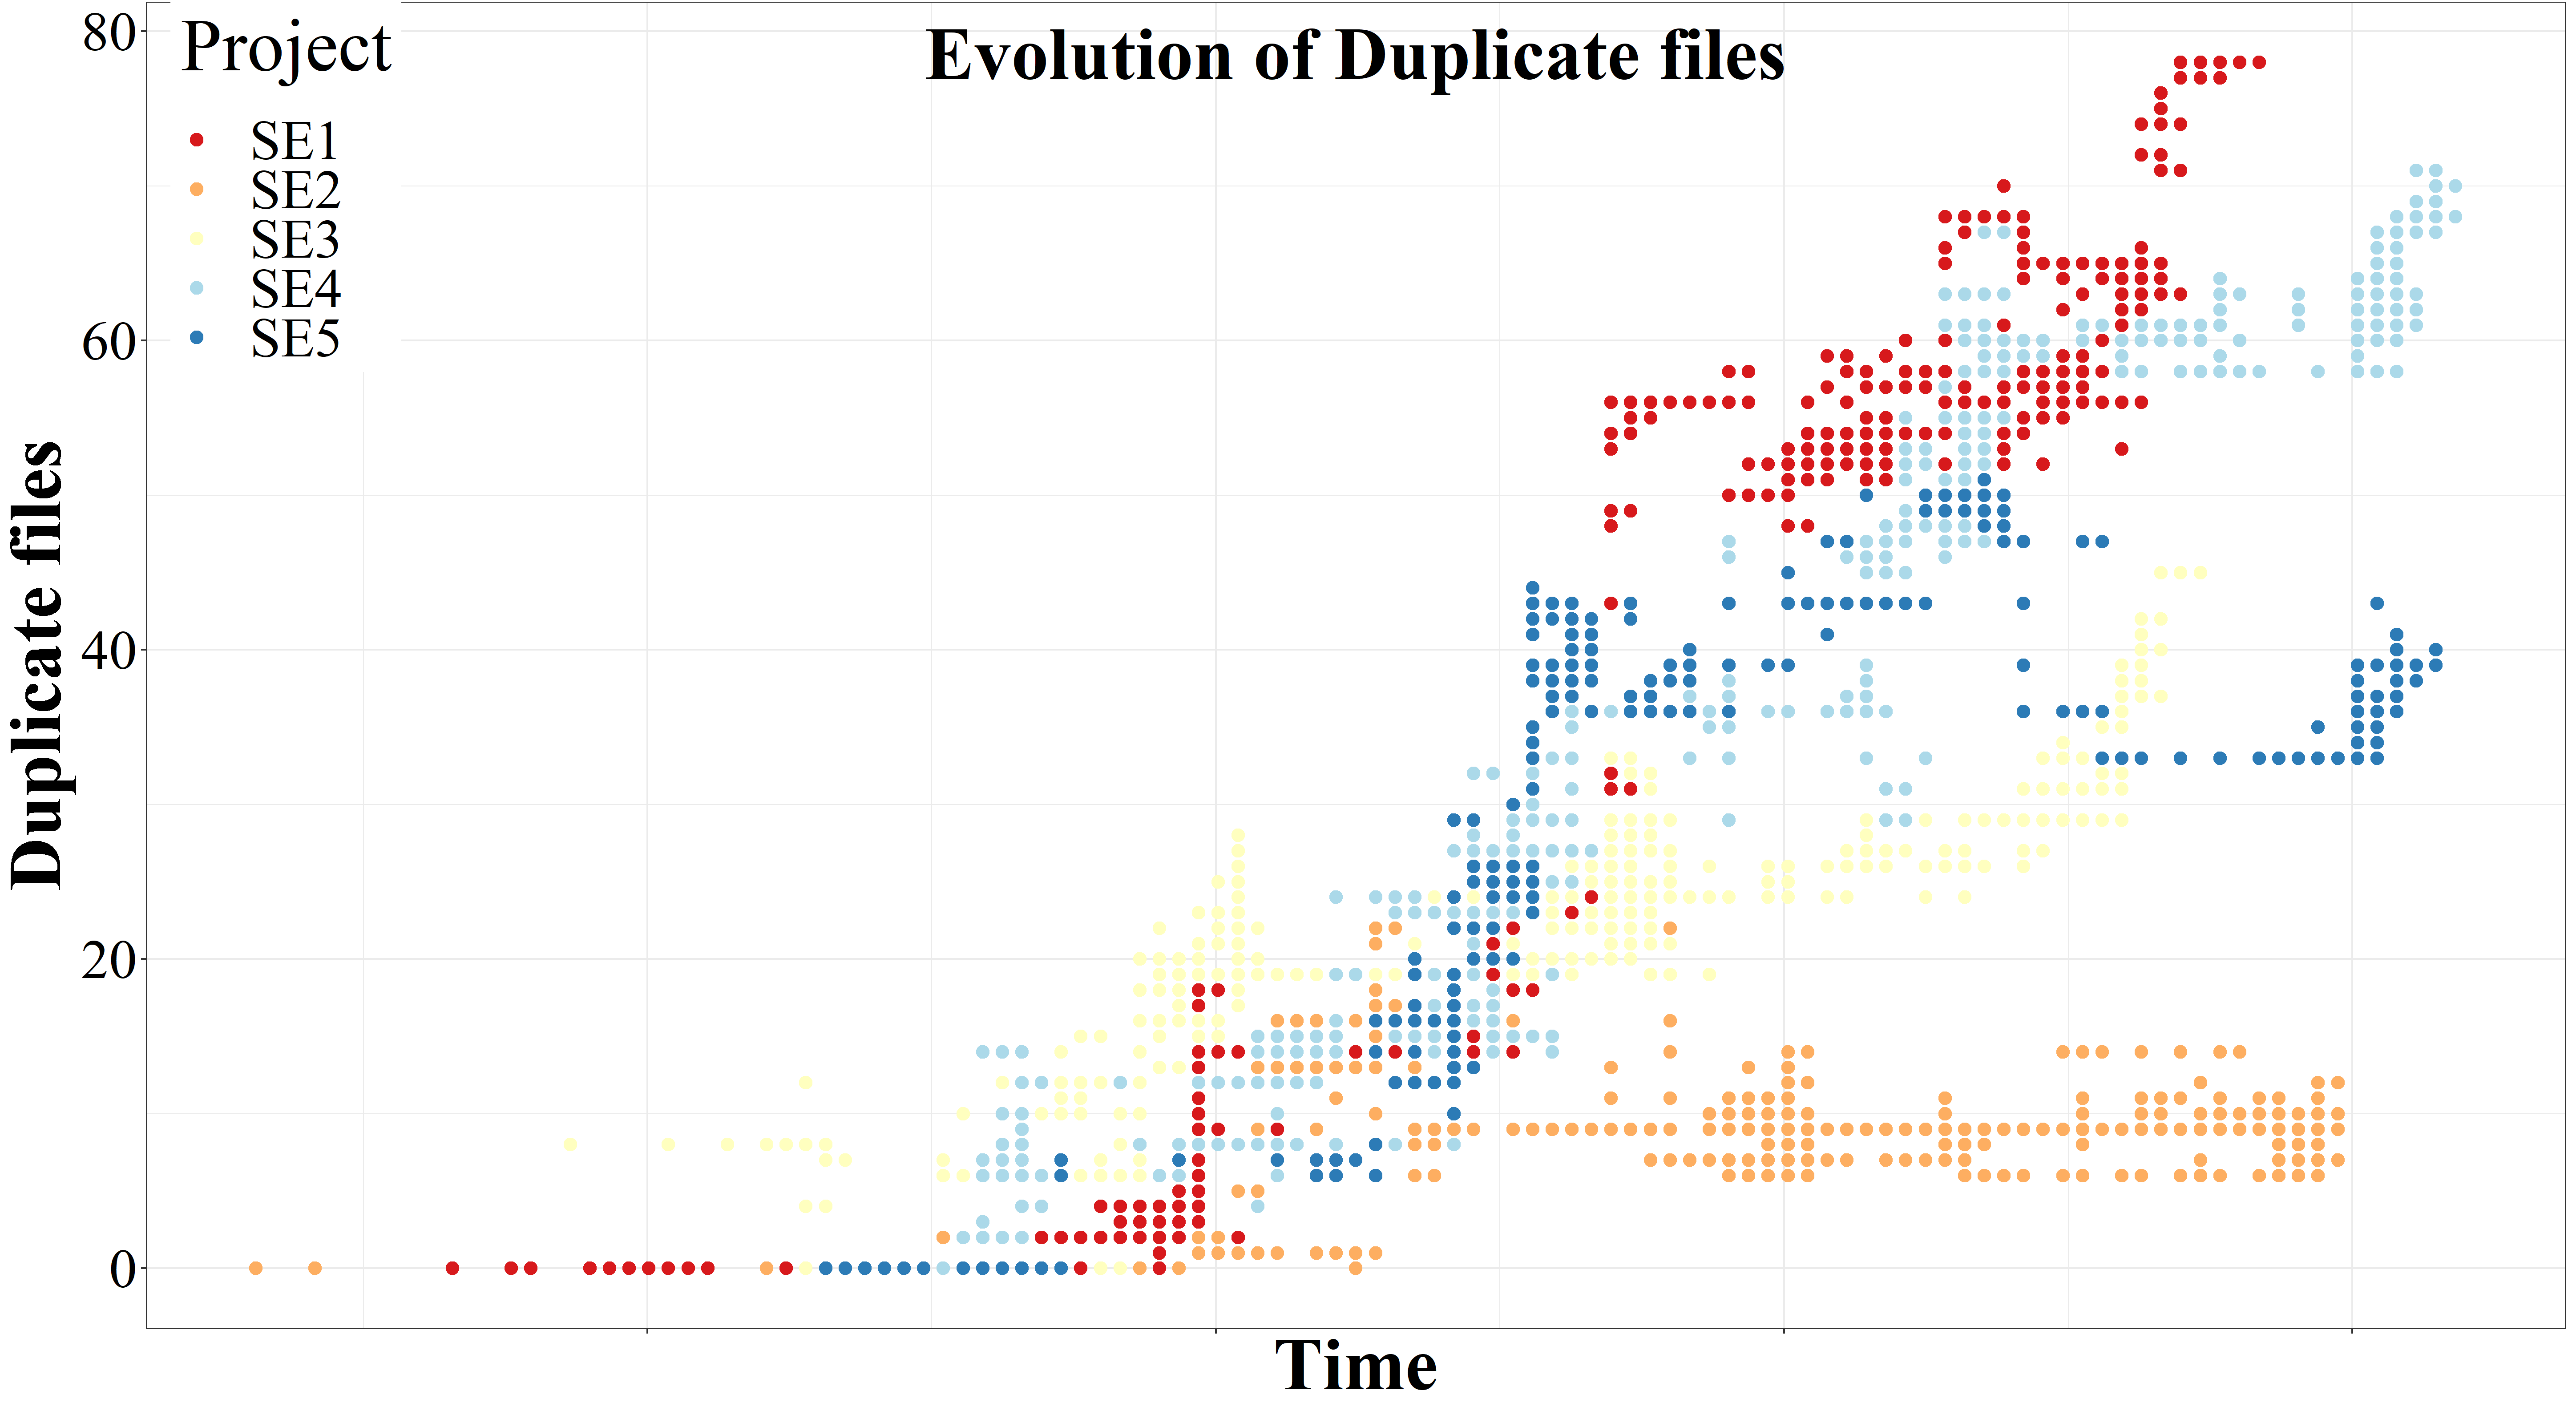 Evolution of Duplicate files
Project
SE1
SE2
SE3
SE4
SE5
Duplicate files
80
60
40
20
0
Time